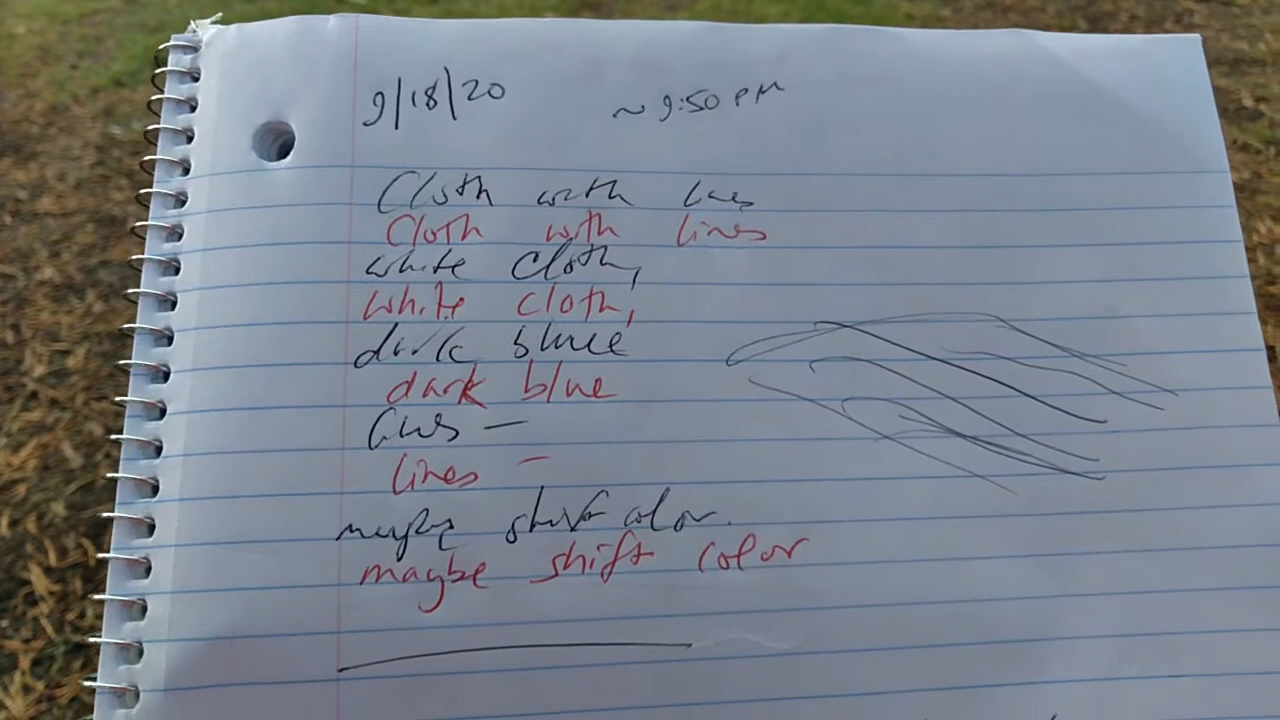 9/18/20 ~9:50 PM
Cloth with lines
Cloth with lines
white cloth,
white cloth,
dark bluee
dark blue
lines —
lines –
maybe shift color.
maybe shift color